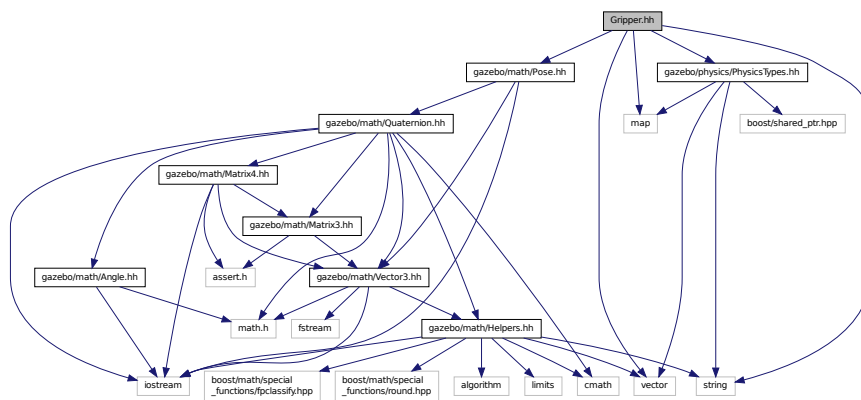 Gripper.hh
gazebo/math/Pose.hh
gazebo/physics/PhysicsTypes.hh
gazebo/math/Quaternion.hh
map
boost/shared_ptr.hpp
gazebo/math/Matrix4.hh
gazebo/math/Matrix3.hh
gazebo/math/Angle.hh
assert.h
gazebo/math/Vector3.hh
math.h
fstream
gazebo/math/Helpers.hh
iostream
boost/math/special
_functions/fpclassify.hpp
boost/math/special
_functions/round.hpp
algorithm
limits
cmath
vector
string